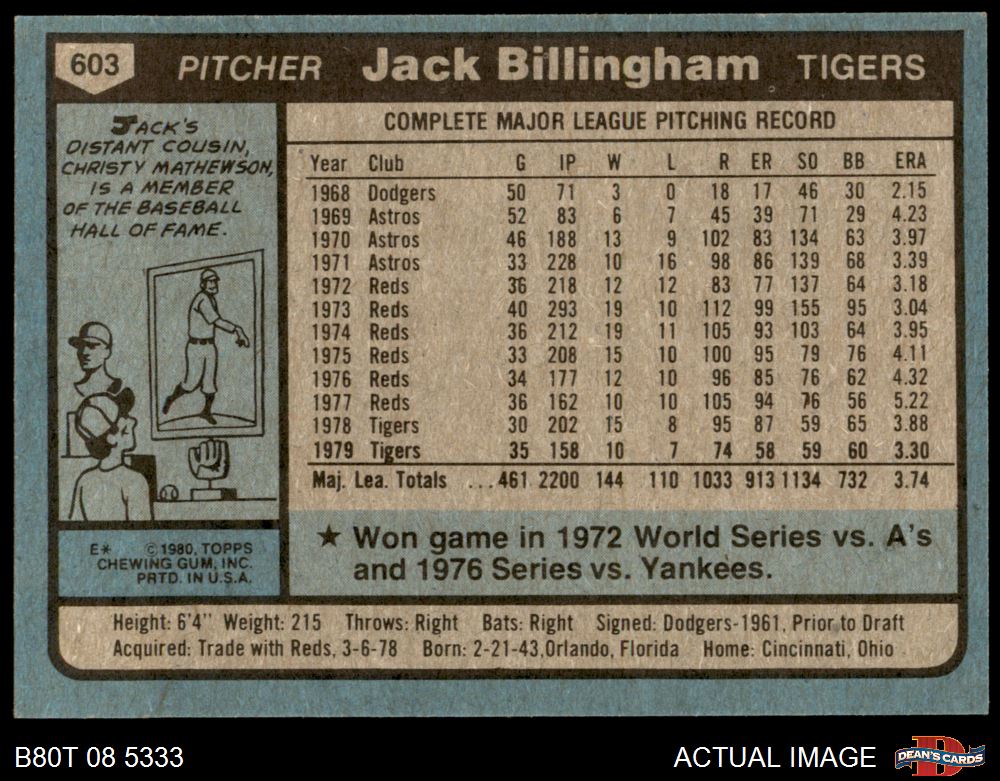 603 PITCHER Jack Billingham TIGERS
JACK'S
DISTANT COUSIN,
CHRISTY MATHEWSON,
IS A MEMBER
OF THE BASEBALL
HALL OF FAME.
COMPLETE MAJOR LEAGUE PITCHING RECORD
Year Club G IP W L R ER SO BB ERA
1968 Dodgers 50 71 3 0 18 17 46 30 2.15
1969 Astros 52 83 6 7 45 39 71 29 4.23
1970 Astros 46 188 13 9 102 83 134 63 3.97
1971 Astros 33 228 10 16 98 86 139 68 3.39
1972 Reds 36 218 12 12 83 77 137 64 3.18
1973 Reds 40 293 19 10 112 99 155 95 3.04
1974 Reds 36 212 19 11 105 93 103 64 3.95
1975 Reds 33 208 15 10 100 95 79 76 4.11
1976 Reds 34 177 12 10 96 85 76 62 4.32
1977 Reds 36 162 10 10 105 94 76 56 5.22
1978 Tigers 30 202 15 8 95 87 59 65 3.88
1979 Tigers 35 158 10 7 74 58 59 60 3.30
Maj. Lea. Totals ...461 2200 144 110 1033 913 1134 732 3.74
★ Won game in 1972 World Series vs. A's
and 1976 Series vs. Yankees.
E* ©1980, TOPPS
CHEWING GUM, INC.
PRTD. IN U.S.A.
Height: 6'4" Weight: 215 Throws: Right Bats: Right Signed: Dodgers-1961, Prior to Draft
Acquired: Trade with Reds, 3-6-78 Born: 2-21-43, Orlando, Florida Home: Cincinnati, Ohio
B80T 08 5333 ACTUAL IMAGE D DEAN'S CARDS